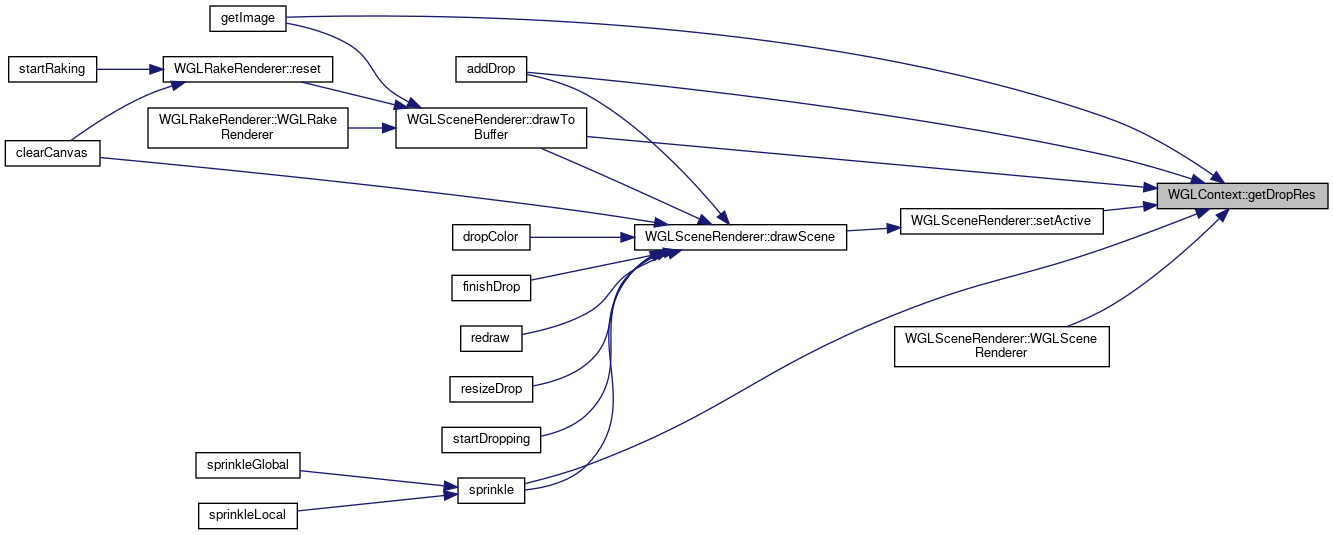 getImage
startRaking
WGLRakeRenderer::reset
addDrop
WGLRakeRenderer::WGLRake
Renderer
WGLSceneRenderer::drawTo
Buffer
clearCanvas
WGLContext::getDropRes
WGLSceneRenderer::setActive
dropColor
WGLSceneRenderer::drawScene
finishDrop
redraw
WGLSceneRenderer::WGLScene
Renderer
resizeDrop
startDropping
sprinkleGlobal
sprinkle
sprinkleLocal